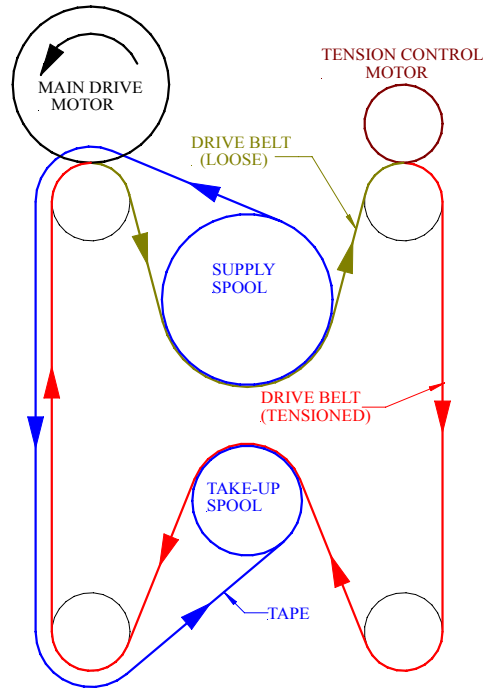 MAIN DRIVE
MOTOR
TENSION CONTROL
MOTOR
DRIVE BELT
(LOOSE)
SUPPLY
SPOOL
DRIVE BELT
(TENSIONED)
TAKE-UP
SPOOL
TAPE